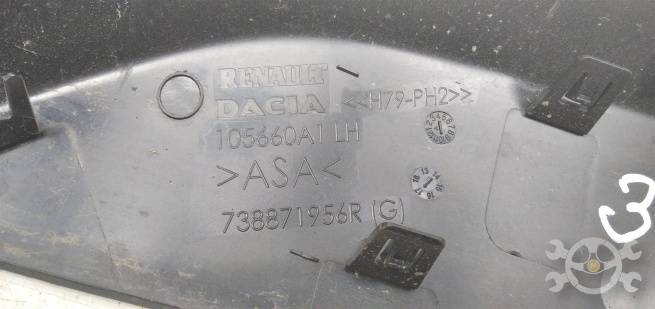 RENAULT
DACIA <<H79-PH2>>
105660A1 LH
>ASA<
738871956R (G)
3